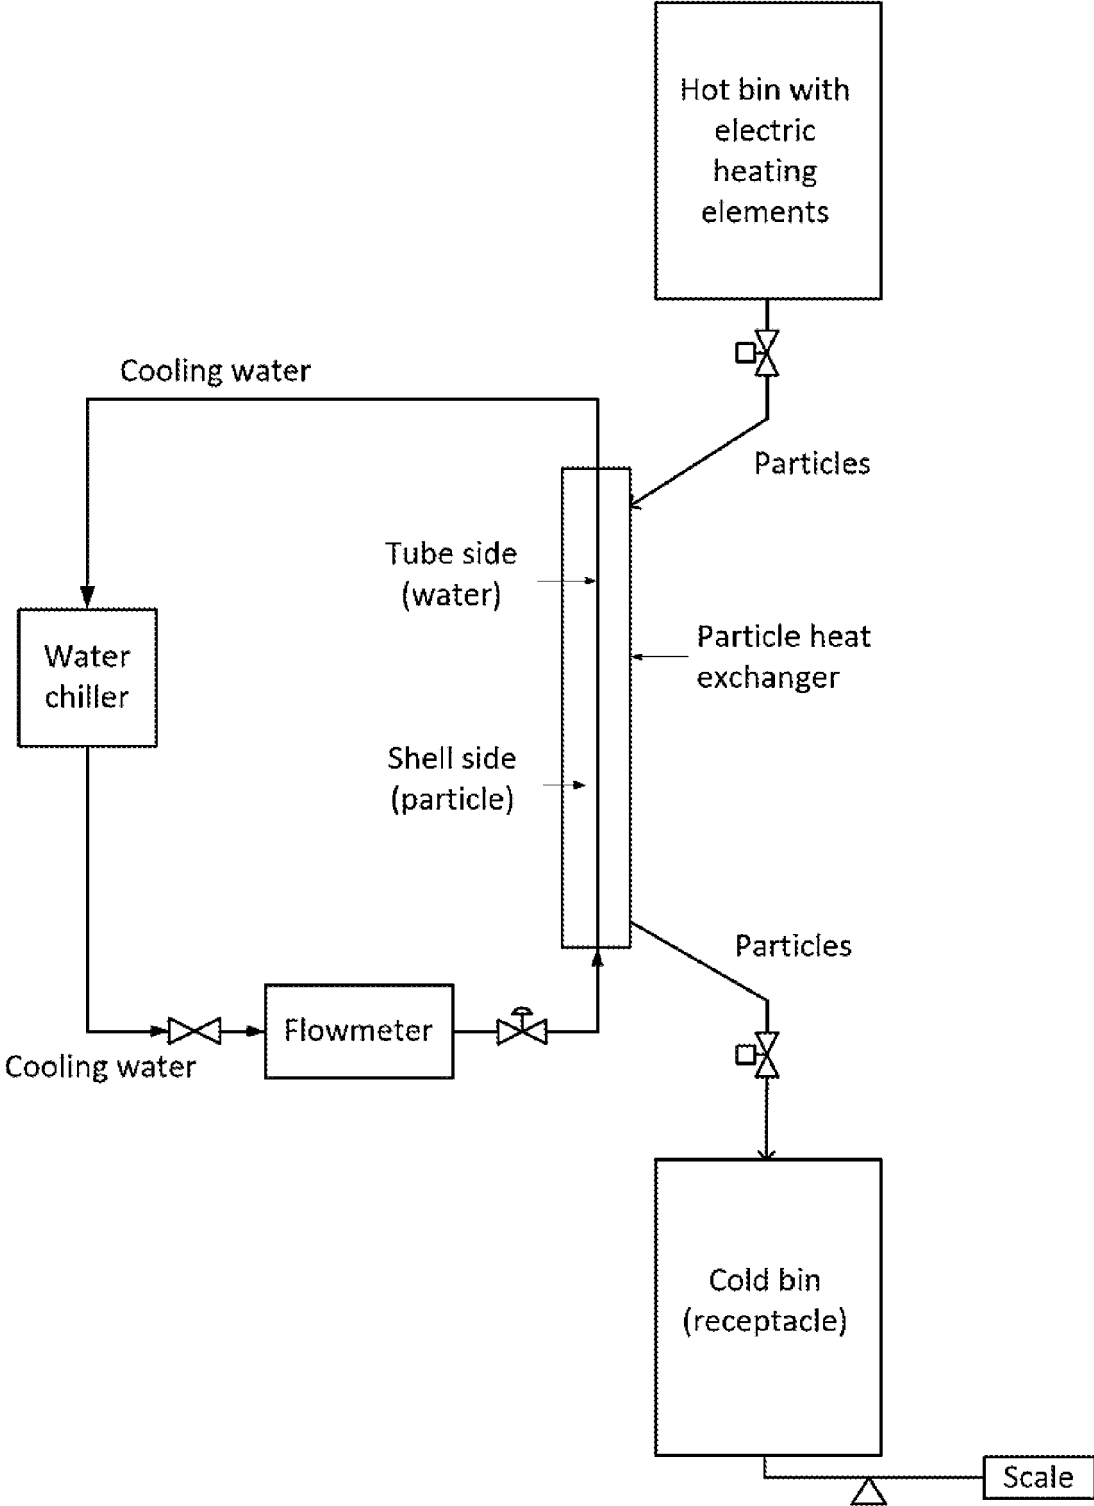 Hot bin with
electric
heating
elements
Cooling water
Particles
Tube side
(water)
Water
chiller
Particle heat
exchanger
Shell side
(particle)
Particles
Flowmeter
Cooling water
Cold bin
(receptacle)
Scale